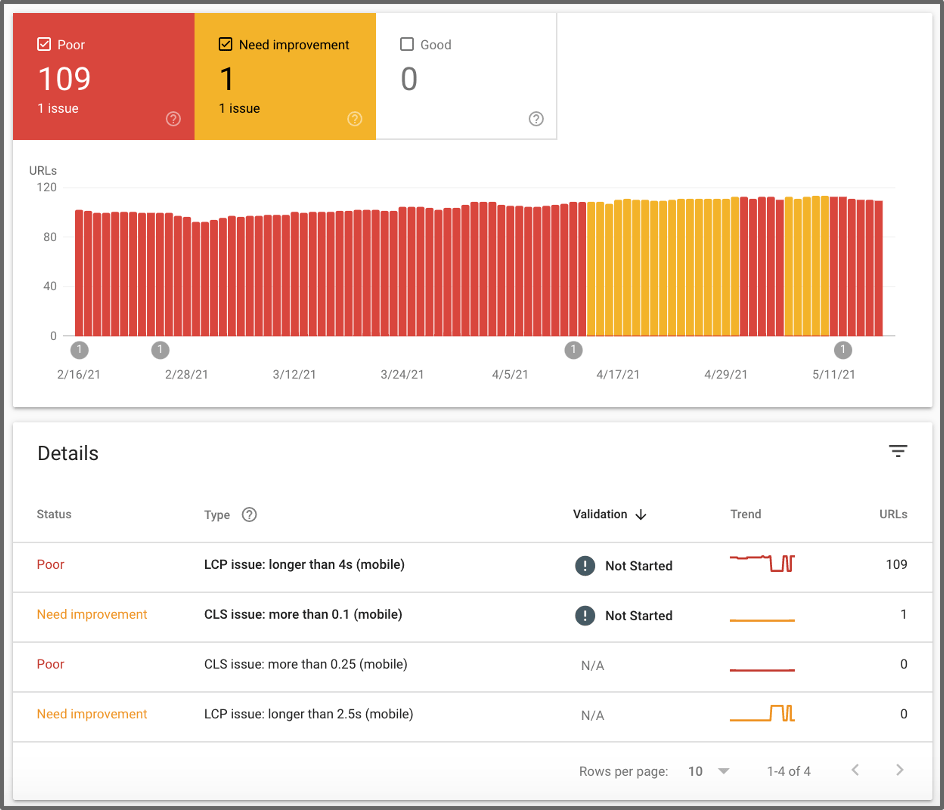 Poor
109
1 issue
Need improvement
1
1 issue
Good
0
URLs
120
80
40
0
1 1 1 1
2/16/21 2/28/21 3/12/21 3/24/21 4/5/21 4/17/21 4/29/21 5/11/21
Details
Status Type Validation Trend URLs
Poor LCP issue: longer than 4s (mobile) Not Started 109
Need improvement CLS issue: more than 0.1 (mobile) Not Started 1
Poor CLS issue: more than 0.25 (mobile) N/A 0
Need improvement LCP issue: longer than 2.5s (mobile) N/A 0
Rows per page: 10 1-4 of 4